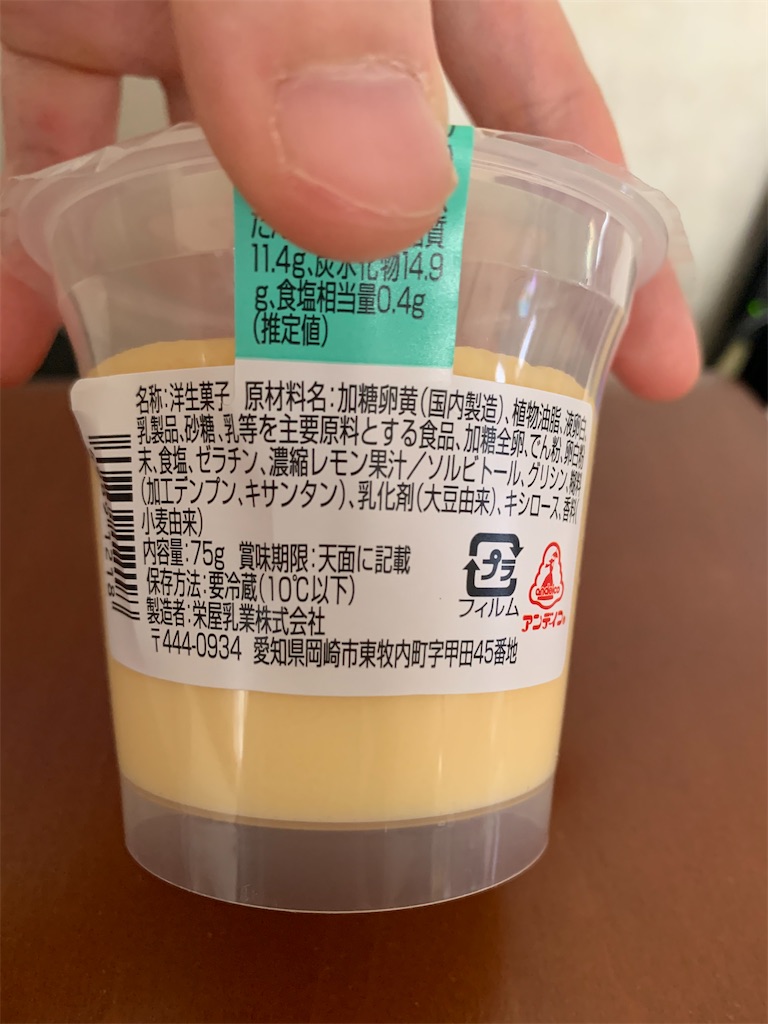 11.4g、炭水化物14.9
g、食塩相当量0.4g
(推定値)
名称:洋生菓子 原材料名:加糖卵黄(国内製造)、植物油脂、液卵白、
乳製品、砂糖、乳等を主要原料とする食品、加糖全卵、でん粉、卵白粉
末、食塩、ゼラチン、濃縮レモン果汁/ソルビトール、グリシン、糊料
(加工デンプン、キサンタン)、乳化剤(大豆由来)、キシロース、香料(
小麦由来)
内容量:75g 賞味期限:天面に記載
保存方法:要冷蔵(10℃以下)
製造者:栄屋乳業株式会社
〒444-0934 愛知県岡崎市東牧内町字甲田45番地
プラ
フィルム
andeico
アンデイコ